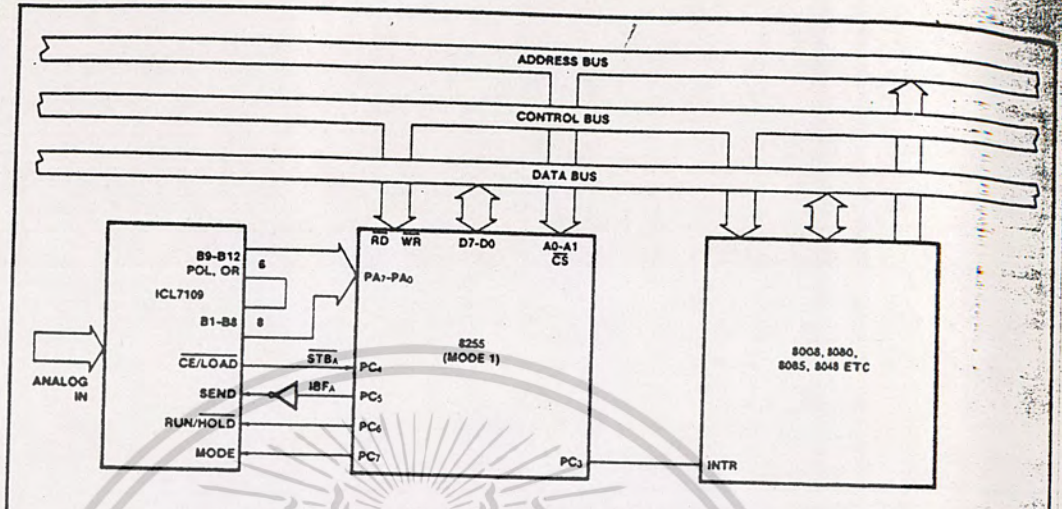 ADDRESS BUS
CONTROL BUS
DATA BUS
B9-B12
POL, OR
6
ICL7109
B1-B8
8
CE/LOAD
SEND
RUN/HOLD
MODE
ANALOG
IN
RD WR
D7-D0
A0-A1
CS
PA7-PA0
8255
(MODE 1)
STBA
IBFA
PC4
PC5
PC6
PC7
PC3
INTR
8008, 8080,
8085, 8048 ETC